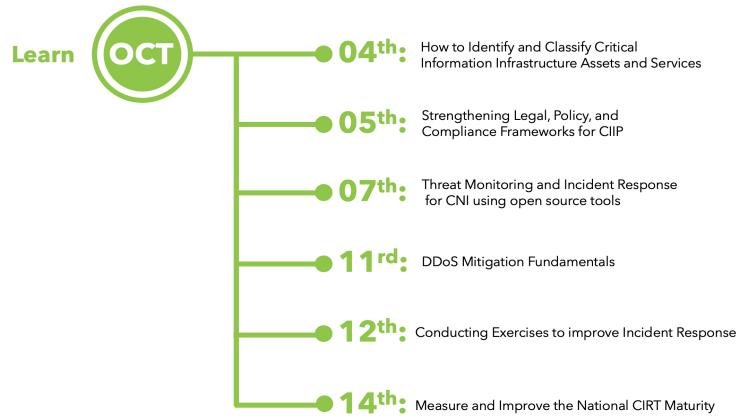 Learn
OCT
04th:
How to Identify and Classify Critical
Information Infrastructure Assets and Services
05th:
Strengthening Legal, Policy, and
Compliance Frameworks for CIIP
07th:
Threat Monitoring and Incident Response
for CNI using open source tools
11rd:
DDoS Mitigation Fundamentals
12th:
Conducting Exercises to improve Incident Response
14th:
Measure and Improve the National CIRT Maturity